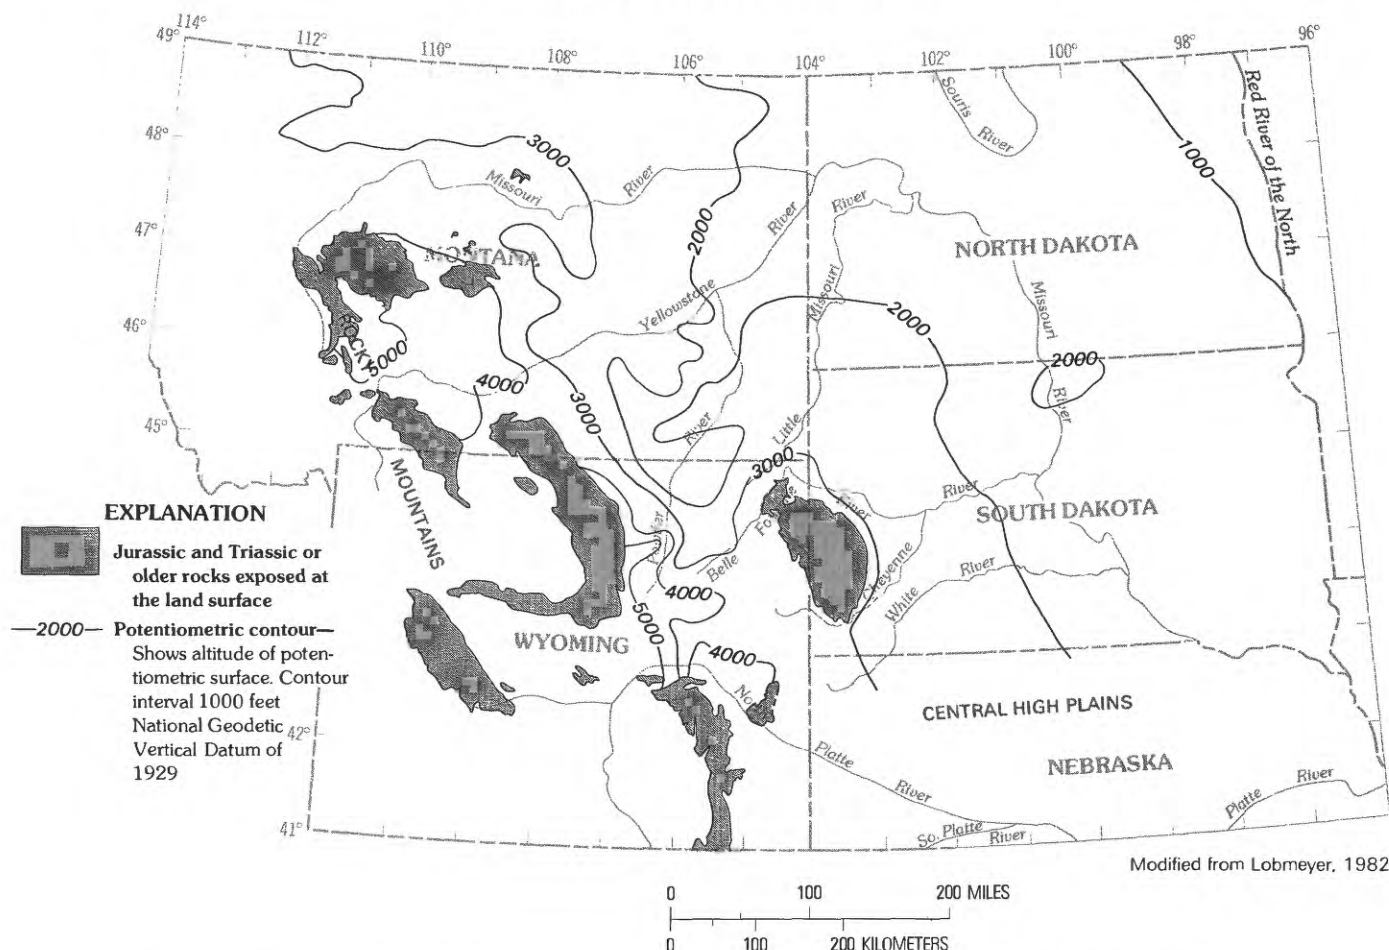 114°
112°
110°
108°
106°
104°
102°
100°
98°
96°
49°
48°
47°
46°
45°
42°
41°
Souris
River
Red River of the North
1000
3000
Missouri
River
2000
River
River
MONTANA
NORTH DAKOTA
Missouri
Missouri
Yellowstone
ROCKY
5000
4000
3000
2000
2000
River
River
Little
3000
MOUNTAINS
River
River
SOUTH DAKOTA
Powder
Belle
Fo
Cheyenne
White
River
4000
5000
WYOMING
4000
No
CENTRAL HIGH PLAINS
Platte
River
NEBRASKA
Platte
River
So. Platte
River
EXPLANATION
Jurassic and Triassic or
older rocks exposed at
the land surface
—2000— Potentiometric contour—
Shows altitude of poten-
tiometric surface. Contour
interval 1000 feet
National Geodetic
Vertical Datum of
1929
Modified from Lobmeyer, 1982
0 100 200 MILES
0 100 200 KILOMETERS